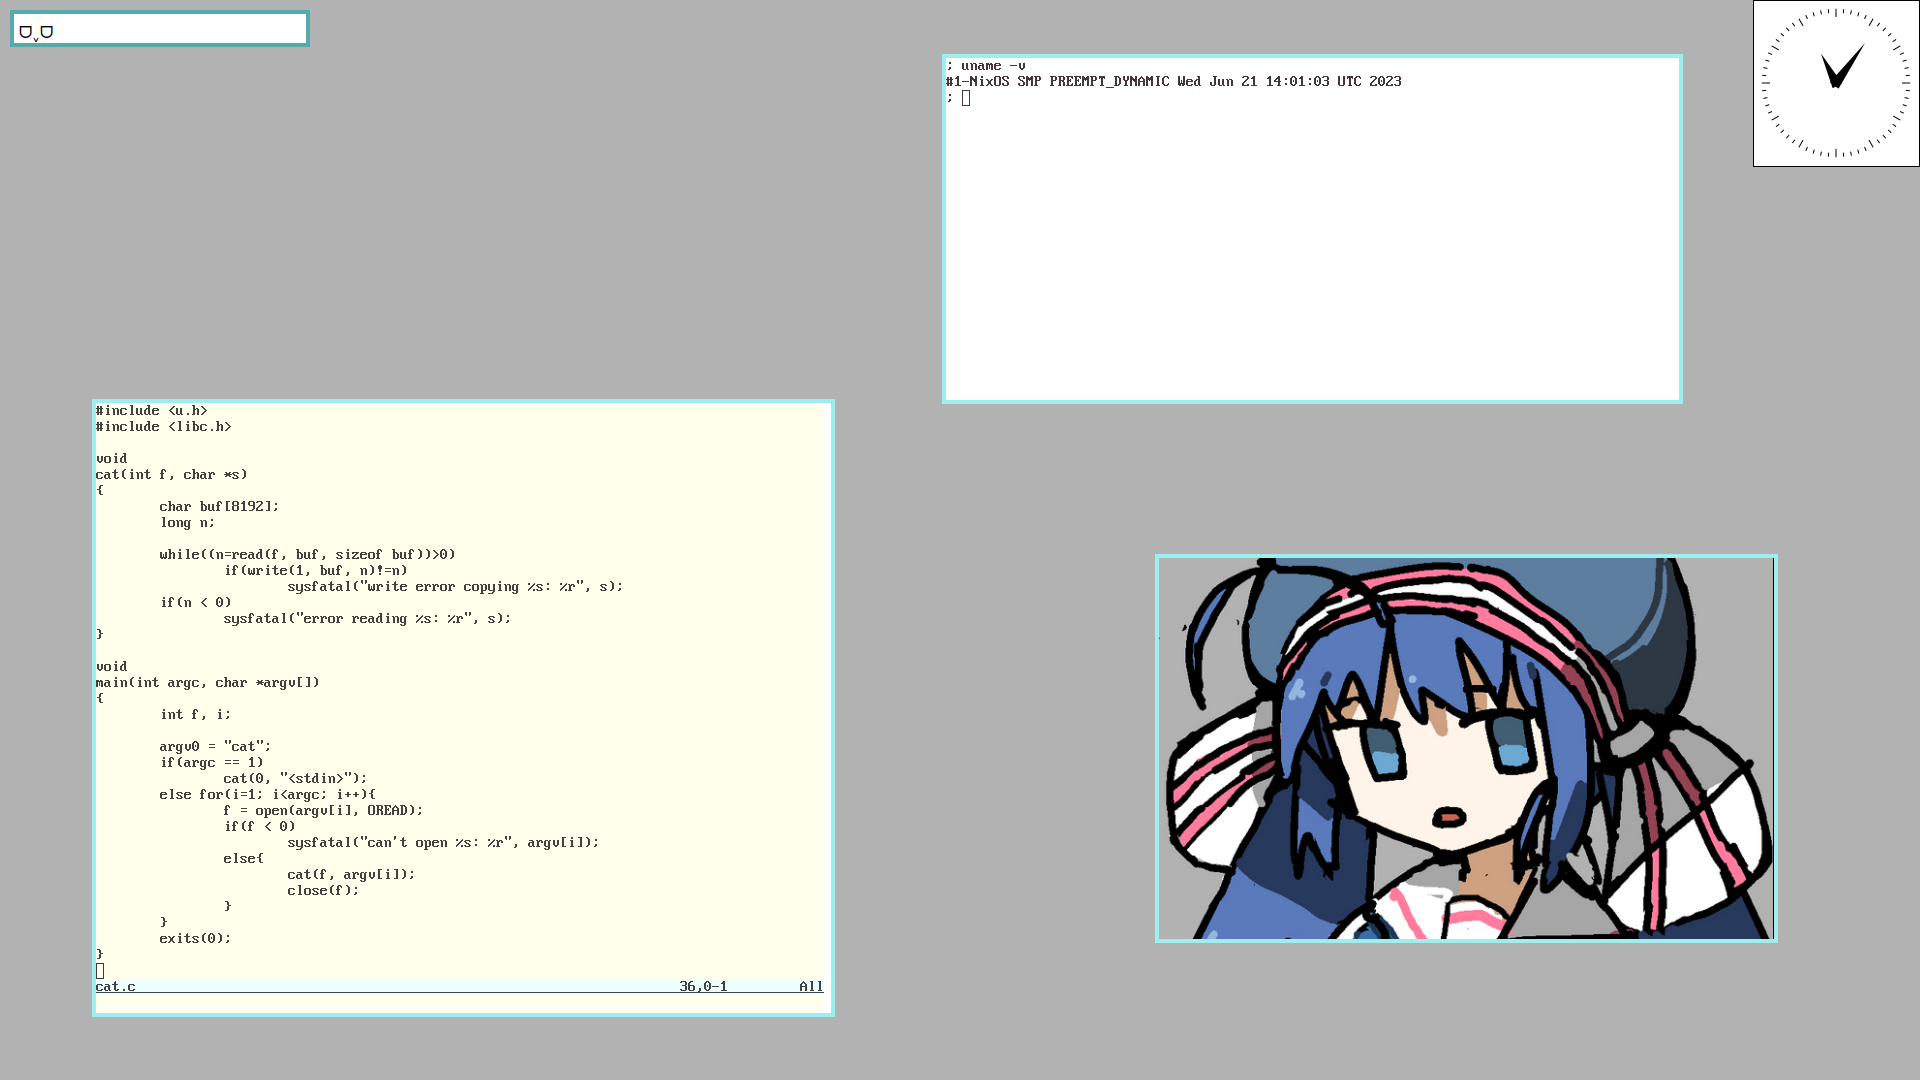 ᗜˬᗜ
; uname -v
#1-NixOS SMP PREEMPT_DYNAMIC Wed Jun 21 14:01:03 UTC 2023
;
#include <u.h>
#include <libc.h>

void
cat(int f, char *s)
{
	char buf[8192];
	long n;

	while((n=read(f, buf, sizeof buf))>0)
		if(write(1, buf, n)!=n)
			sysfatal("write error copying %s: %r", s);
	if(n < 0)
		sysfatal("error reading %s: %r", s);
}

void
main(int argc, char *argv[])
{
	int f, i;

	argv0 = "cat";
	if(argc == 1)
		cat(0, "<stdin>");
	else for(i=1; i<argc; i++){
		f = open(argv[i], OREAD);
		if(f < 0)
			sysfatal("can't open %s: %r", argv[i]);
		else{
			cat(f, argv[i]);
			close(f);
		}
	}
	exits(0);
}
cat.c 36,0-1 All